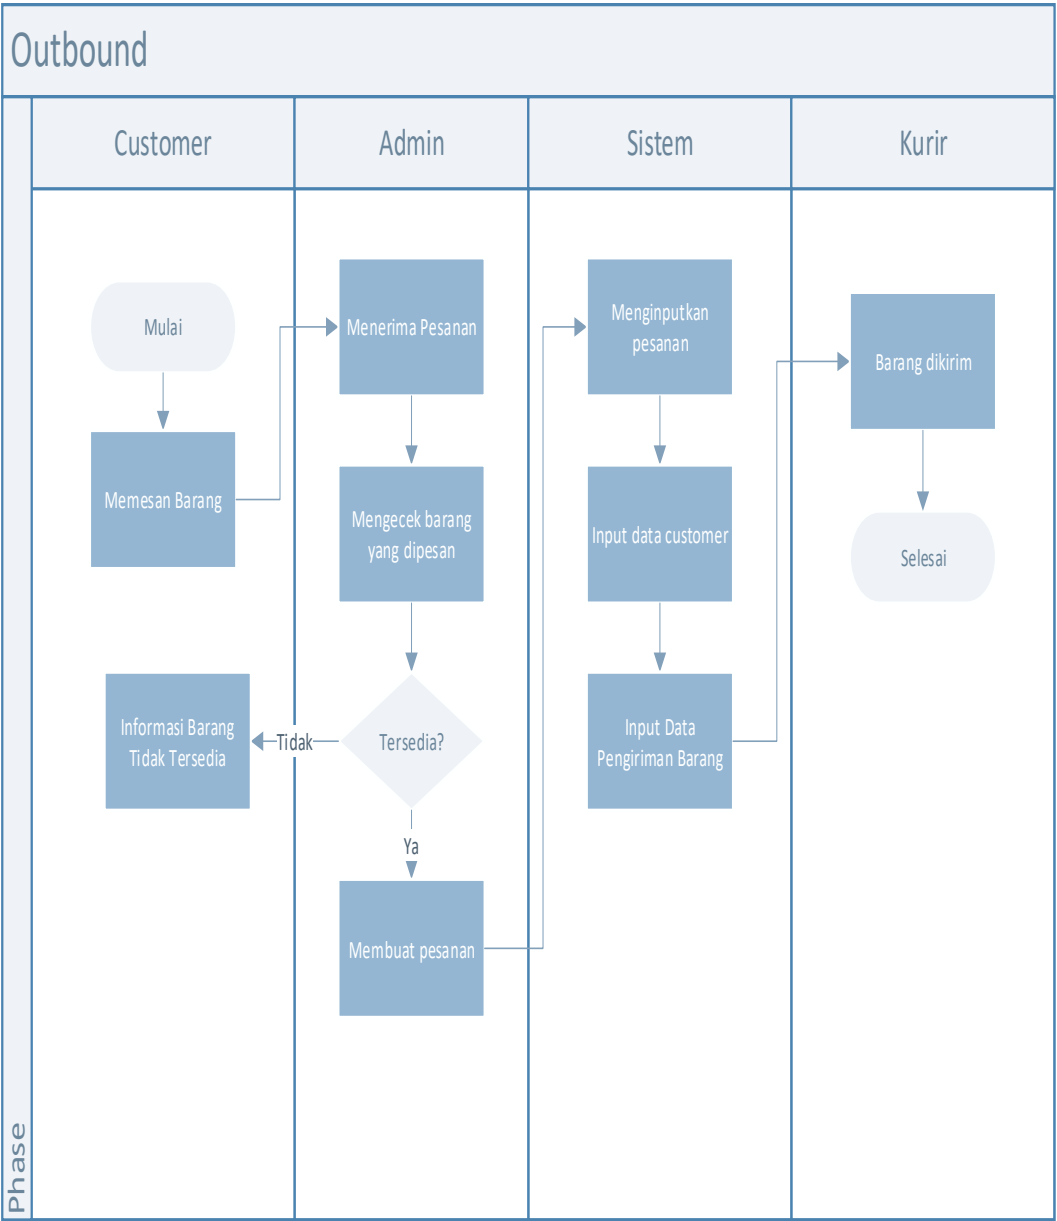 Outbound
Customer
Admin
Sistem
Kurir
Mulai
Memesan Barang
Informasi Barang
Tidak Tersedia
Menerima Pesanan
Mengecek barang
yang dipesan
Tersedia?
Tidak
Ya
Membuat pesanan
Menginputkan
pesanan
Input data customer
Input Data
Pengiriman Barang
Barang dikirim
Selesai
Phase